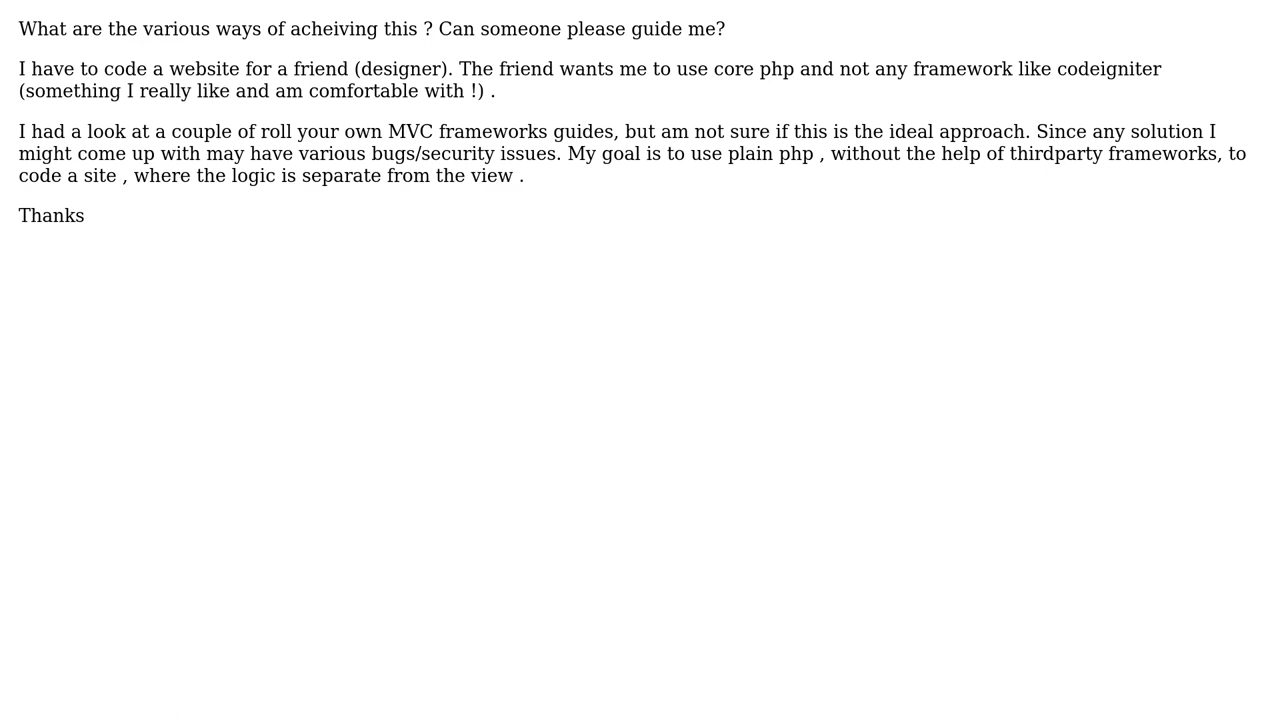 What are the various ways of acheiving this ? Can someone please guide me?
I have to code a website for a friend (designer). The friend wants me to use core php and not any framework like codeigniter
(something I really like and am comfortable with !) .
I had a look at a couple of roll your own MVC frameworks guides, but am not sure if this is the ideal approach. Since any solution I
might come up with may have various bugs/security issues. My goal is to use plain php , without the help of thirdparty frameworks, to
code a site , where the logic is separate from the view .
Thanks